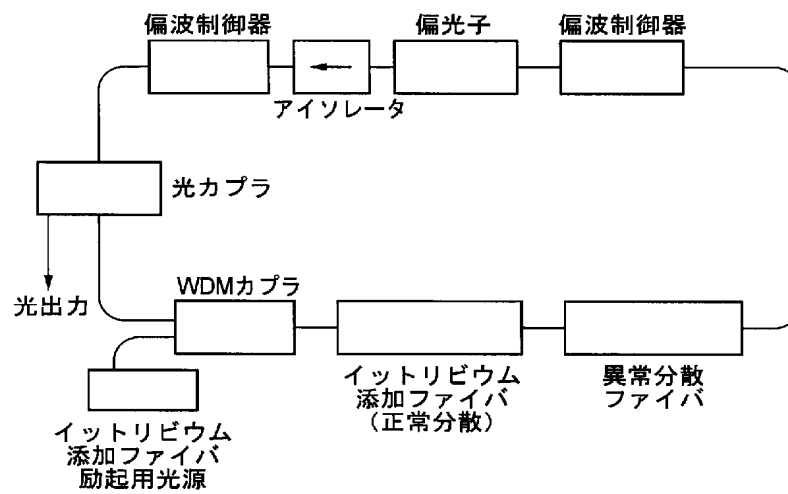 偏波制御器
偏光子
偏波制御器
アイソレータ
光カプラ
光出力
WDMカプラ
イットリビウム
添加ファイバ
(正常分散)
異常分散
ファイバ
イットリビウム
添加ファイバ
励起用光源